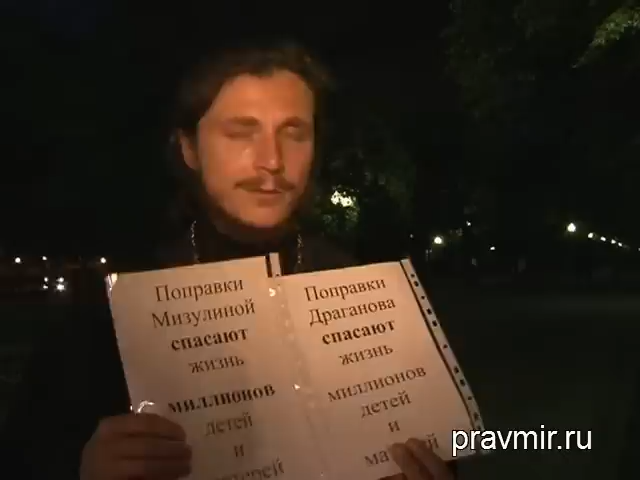 Поправки
Мизулиной
спасают
жизнь
миллионов
детей
и
Поправки
Драганова
спасают
жизнь
миллионов
детей
и
pravmir.ru